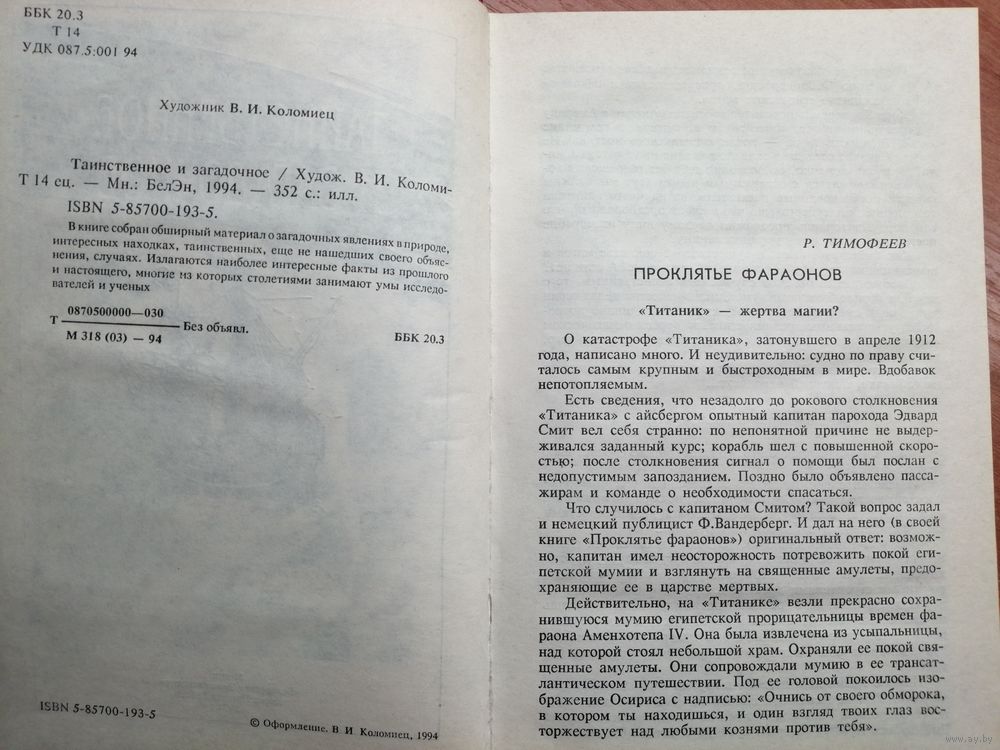 ББК 20.3
Т 14
УДК 087.5:001 94
Художник В. И. Коломиец
Таинственное и загадочное / Худож. В. И. Коломи-
Т 14 ец. — Мн.: БелЭн, 1994. — 352 с.: илл.
ISBN 5-85700-193-5.
В книге собран обширный материал о загадочных явлениях в природе,
интересных находках, таинственных, еще не нашедших своего объяс-
нения, случаях. Излагаются наиболее интересные факты из прошлого
и настоящего, многие из которых столетиями занимают умы исследо-
вателей и ученых
Т 0870500000—030
М 318 (03) — 94 Без объявл.
ББК 20.3
ISBN 5-85700-193-5
© Оформление. В И Коломиец, 1994
Р. ТИМОФЕЕВ
ПРОКЛЯТЬЕ ФАРАОНОВ
«Титаник» — жертва магии?
О катастрофе «Титаника», затонувшего в апреле 1912
года, написано много. И неудивительно: судно по праву счи-
талось самым крупным и быстроходным в мире. Вдобавок
непотопляемым.
Есть сведения, что незадолго до рокового столкновения
«Титаника» с айсбергом опытный капитан парохода Эдвард
Смит вел себя странно: по непонятной причине не выдер-
живался заданный курс; корабль шел с повышенной скоро-
стью; после столкновения сигнал о помощи был послан с
недопустимым запозданием. Поздно было объявлено пасса-
жирам и команде о необходимости спасаться.
Что случилось с капитаном Смитом? Такой вопрос задал
и немецкий публицист Ф.Вандерберг. И дал на него (в своей
книге «Проклятье фараонов») оригинальный ответ: возмож-
но, капитан имел неосторожность потревожить покой еги-
петской мумии и взглянуть на священные амулеты, предо-
храняющие ее в царстве мертвых.
Действительно, на «Титанике» везли прекрасно сохра-
нившуюся мумию египетской прорицательницы времен фа-
раона Аменхотепа IV. Она была извлечена из усыпальницы,
над которой стоял небольшой храм. Охраняли ее покой свя-
щенные амулеты. Они сопровождали мумию в ее трансат-
лантическом путешествии. Под ее головой покоилось изо-
бражение Осириса с надписью: «Очнись от своего обморока,
в котором ты находишься, и один взгляд твоих глаз вос-
торжествует над любыми кознями против тебя».
www.ay.by